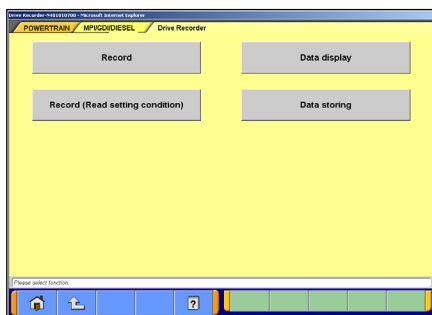 Drive Recorder-M401010700 - Microsoft Internet Explorer
POWERTRAIN MPI/GDI/DIESEL Drive Recorder
Record Data display
Record (Read setting condition) Data storing
Please select function.
?